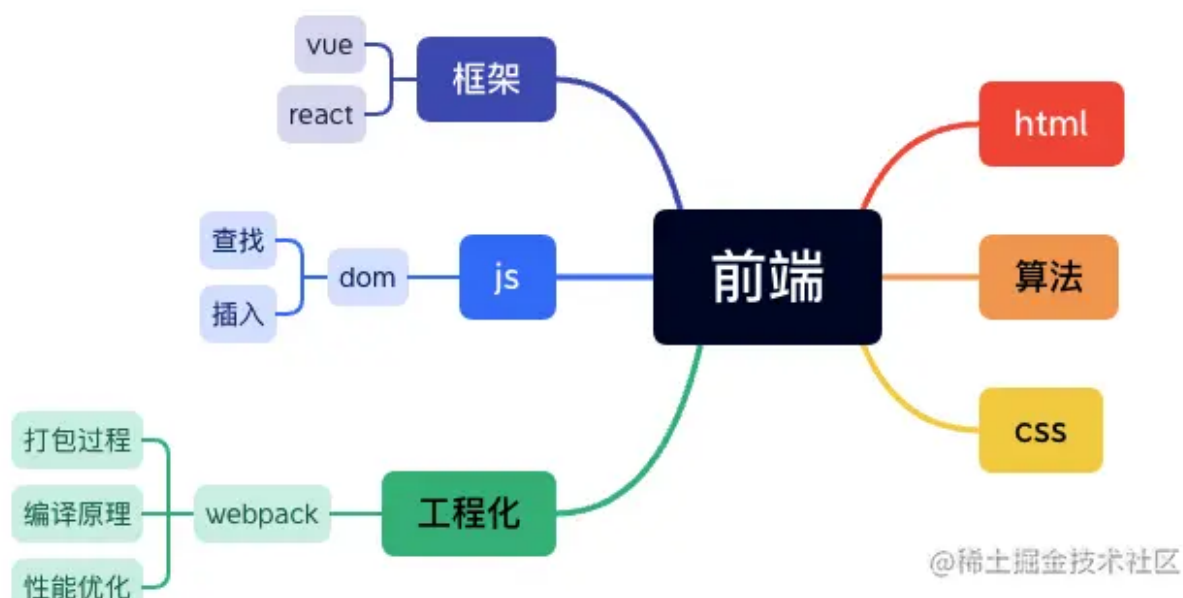 vue
框架
react
html
查找
dom
js
前端
算法
插入
css
打包过程
编译原理
webpack
工程化
性能优化
@稀土掘金技术社区